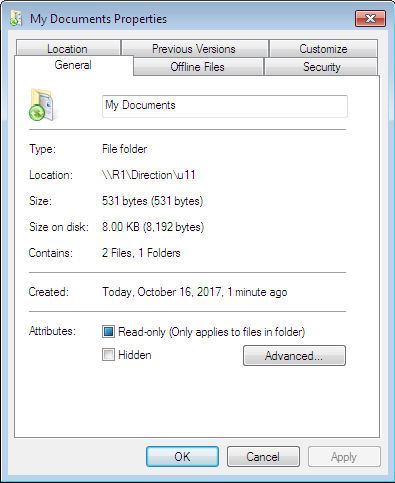 My Documents Properties
Location Previous Versions Customize
General Offline Files Security
My Documents
Type: File folder
Location: \\R1\Direction\u11
Size: 531 bytes (531 bytes)
Size on disk: 8.00 KB (8,192 bytes)
Contains: 2 Files, 1 Folders
Created: Today, October 16, 2017, 1 minute ago
Attributes: Read-only (Only applies to files in folder)
Hidden Advanced...
OK Cancel Apply